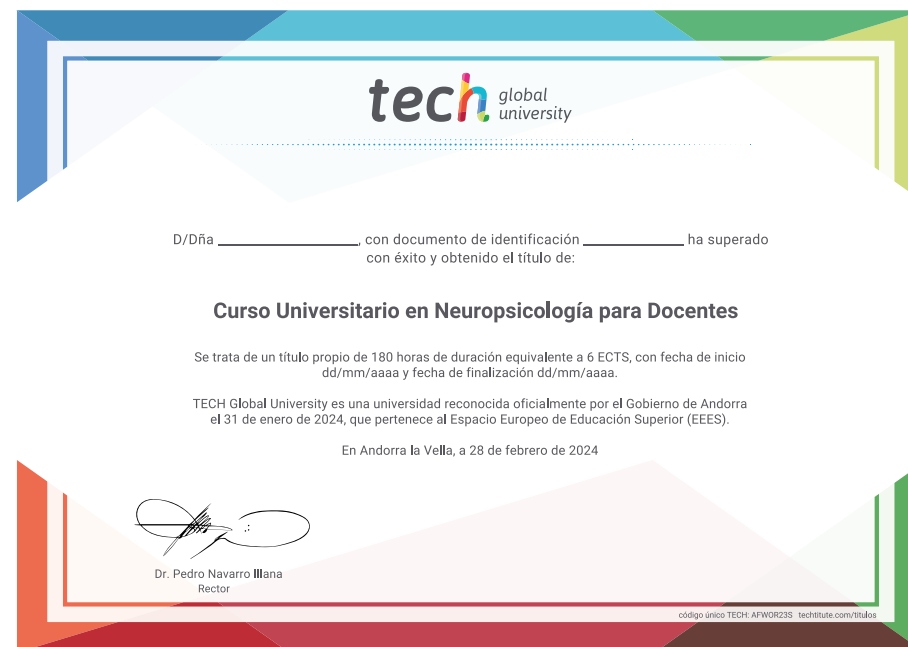 tech global university
D/Dña ____________, con documento de identificación ____________ ha superado
con éxito y obtenido el título de:
Curso Universitario en Neuropsicología para Docentes
Se trata de un título propio de 180 horas de duración equivalente a 6 ECTS, con fecha de inicio
dd/mm/aaaa y fecha de finalización dd/mm/aaaa.
TECH Global University es una universidad reconocida oficialmente por el Gobierno de Andorra
el 31 de enero de 2024, que pertenece al Espacio Europeo de Educación Superior (EEES).
En Andorra la Vella, a 28 de febrero de 2024
Dr. Pedro Navarro Illana
Rector
código único TECH: AFWOR23S techtitute.com/titulos